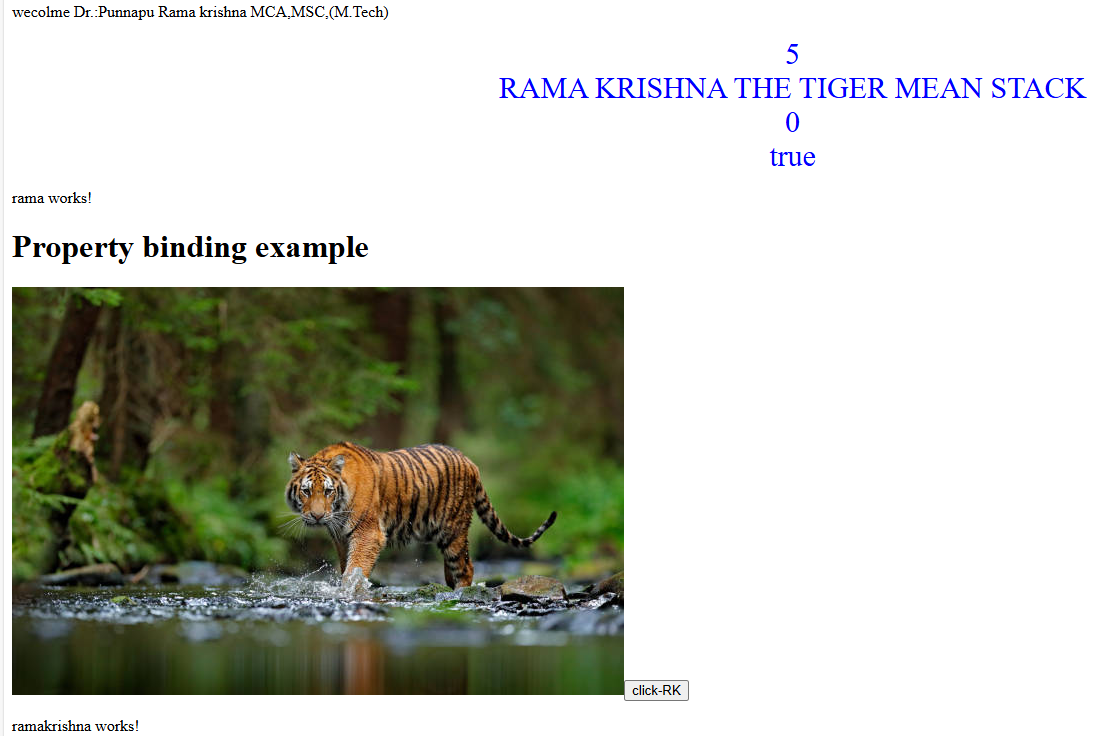 wecolme Dr.:Punnapu Rama krishna MCA,MSC,(M.Tech)
5
RAMA KRISHNA THE TIGER MEAN STACK
0
true
rama works!
Property binding example
click-RK
ramakrishna works!